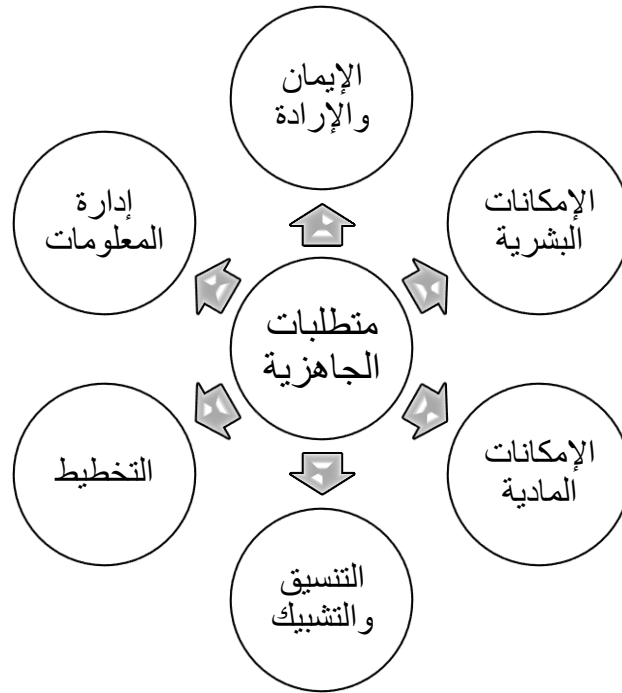 الإيمان
والإرادة
الإمكانات
البشرية
إدارة
المعلومات
متطلبات
الجاهزية
الإمكانات
المادية
التخطيط
التنسيق
والتشبيك